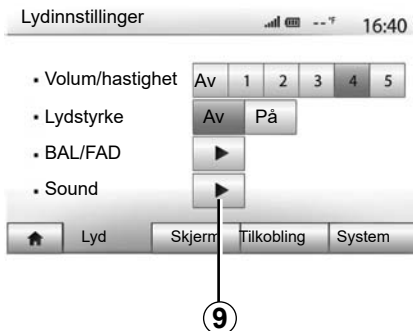 Lydinnstillinger -- °F 16:40
• Volum/hastighet Av 1 2 3 4 5
• Lydstyrke Av På
• BAL/FAD
• Sound
Lyd Skjerm Tilkobling System
9